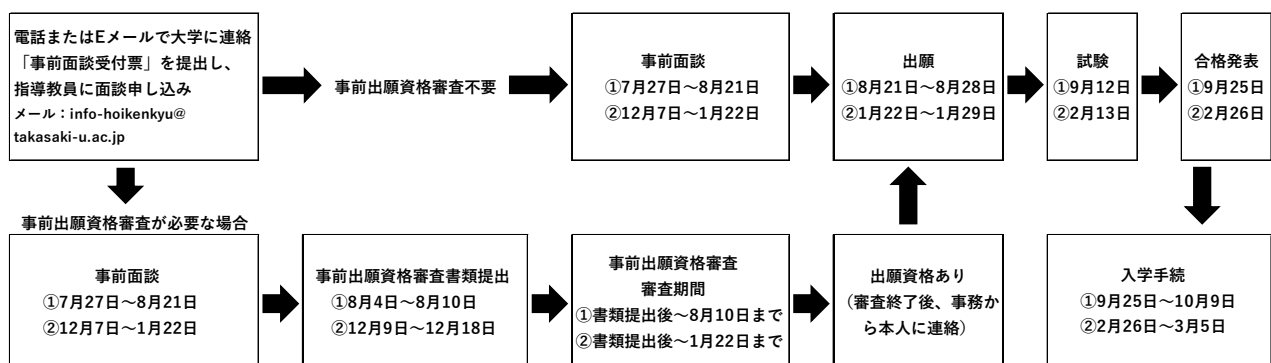 電話またはEメールで大学に連絡
「事前面談受付票」を提出し、
指導教員に面談申し込み
メール：info-hoikenkyu@
takasaki-u.ac.jp
事前出願資格審査不要
事前面談
①7月27日～8月21日
②12月7日～1月22日
出願
①8月21日～8月28日
②1月22日～1月29日
試験
①9月12日
②2月13日
合格発表
①9月25日
②2月26日
事前出願資格審査が必要な場合
事前面談
①7月27日～8月21日
②12月7日～1月22日
事前出願資格審査書類提出
①8月4日～8月10日
②12月9日～12月18日
事前出願資格審査
審査期間
①書類提出後～8月10日まで
②書類提出後～1月22日まで
出願資格あり
（審査終了後、事務か
ら本人に連絡）
入学手続
①9月25日～10月9日
②2月26日～3月5日